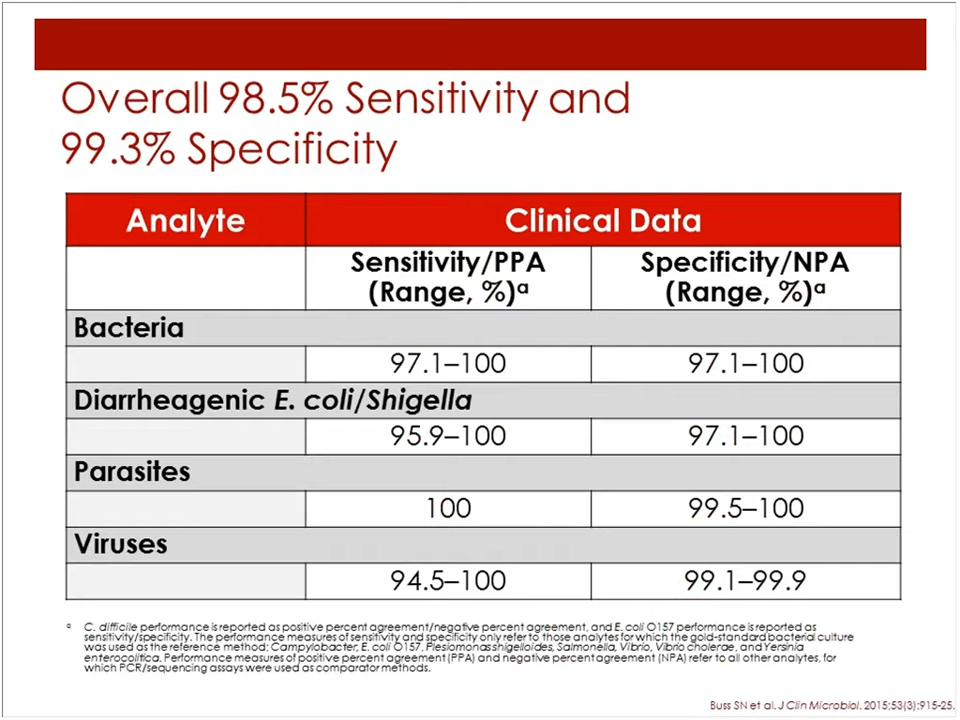 Overall 98.5% Sensitivity and
99.3% Specificity
Analyte Clinical Data
Sensitivity/PPA (Range, %)ᵃ Specificity/NPA (Range, %)ᵃ
Bacteria
97.1–100 97.1–100
Diarrheagenic E. coli/Shigella
95.9–100 97.1–100
Parasites
100 99.5–100
Viruses
94.5–100 99.1–99.9
ᵃ C. difficile performance is reported as positive percent agreement/negative percent agreement, and E. coli O157 performance is reported as
sensitivity/specificity. The performance measures of sensitivity and specificity only refer to those analytes for which the gold-standard bacterial culture
was used as the reference method; Campylobacter, E. coli O157, Plesiomonas shigelloides, Salmonella, Vibrio, Vibrio cholerae, and Yersinia
enterocolitica. Performance measures of positive percent agreement (PPA) and negative percent agreement (NPA) refer to all other analytes, for
which PCR/sequencing assays were used as comparator methods.
Buss SN et al. J Clin Microbiol. 2015;53(3):915-25.